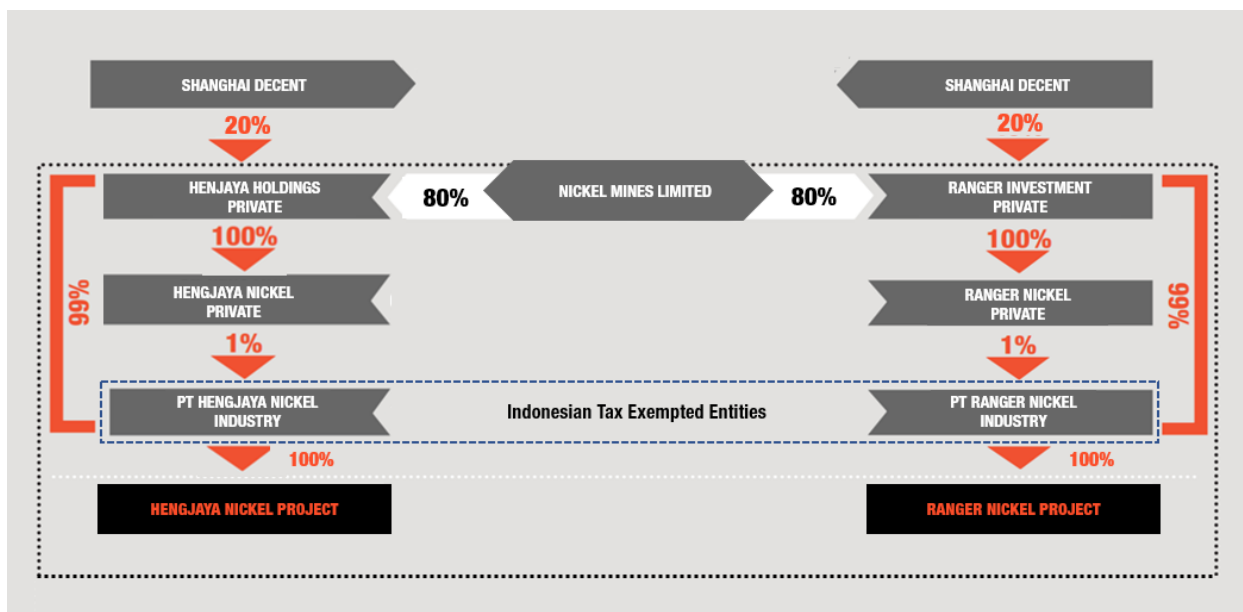 SHANGHAI DECENT
SHANGHAI DECENT
20%
20%
HENJAYA HOLDINGS
PRIVATE
80%
NICKEL MINES LIMITED
80%
RANGER INVESTMENT
PRIVATE
100%
100%
99%
HENGJAYA NICKEL
PRIVATE
RANGER NICKEL
PRIVATE
99%
1%
1%
PT HENGJAYA NICKEL
INDUSTRY
Indonesian Tax Exempted Entities
PT RANGER NICKEL
INDUSTRY
100%
100%
HENGJAYA NICKEL PROJECT
RANGER NICKEL PROJECT